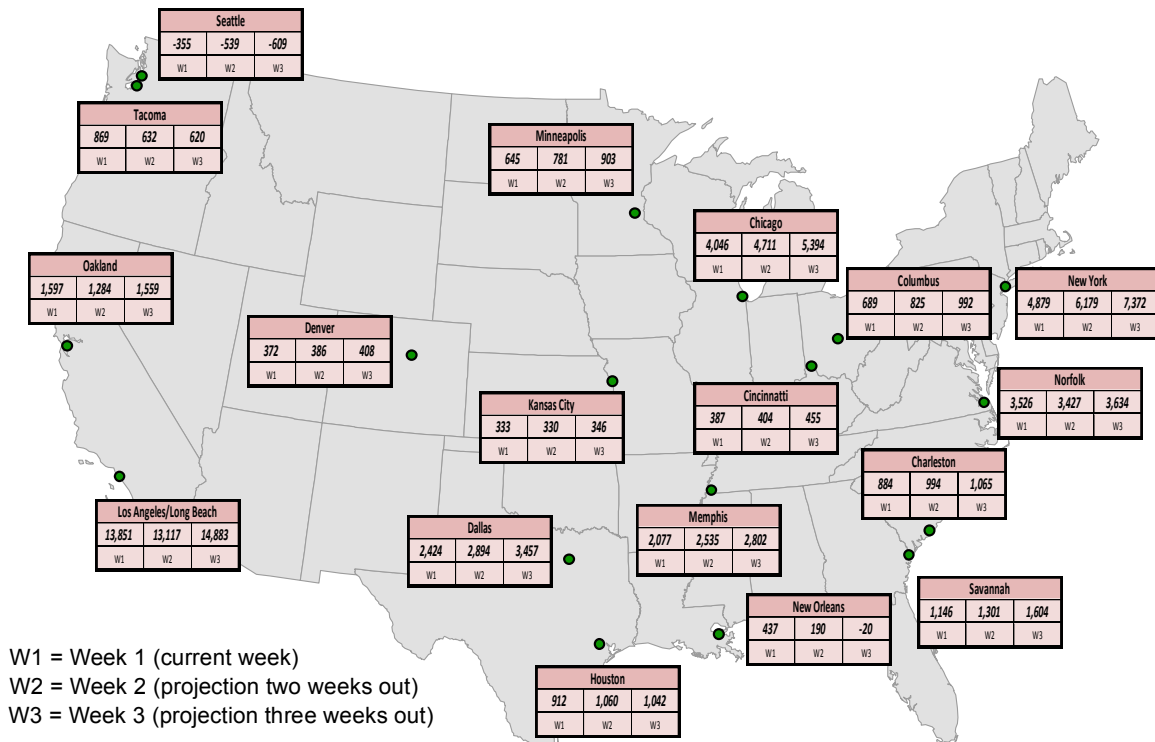 Seattle
-355 -539 -609
W1 W2 W3
Tacoma
869 632 620
W1 W2 W3
Minneapolis
645 781 903
W1 W2 W3
Chicago
4,046 4,711 5,394
W1 W2 W3
Oakland
1,597 1,284 1,559
W1 W2 W3
Columbus
689 825 992
W1 W2 W3
New York
4,879 6,179 7,372
W1 W2 W3
Denver
372 386 408
W1 W2 W3
Norfolk
3,526 3,427 3,634
W1 W2 W3
Kansas City
333 330 346
W1 W2 W3
Cincinnatti
387 404 455
W1 W2 W3
Charleston
884 994 1,065
W1 W2 W3
Los Angeles/Long Beach
13,851 13,117 14,883
W1 W2 W3
Dallas
2,424 2,894 3,457
W1 W2 W3
Memphis
2,077 2,535 2,802
W1 W2 W3
Savannah
1,146 1,301 1,604
W1 W2 W3
New Orleans
437 190 -20
W1 W2 W3
Houston
912 1,060 1,042
W1 W2 W3
W1 = Week 1 (current week)
W2 = Week 2 (projection two weeks out)
W3 = Week 3 (projection three weeks out)